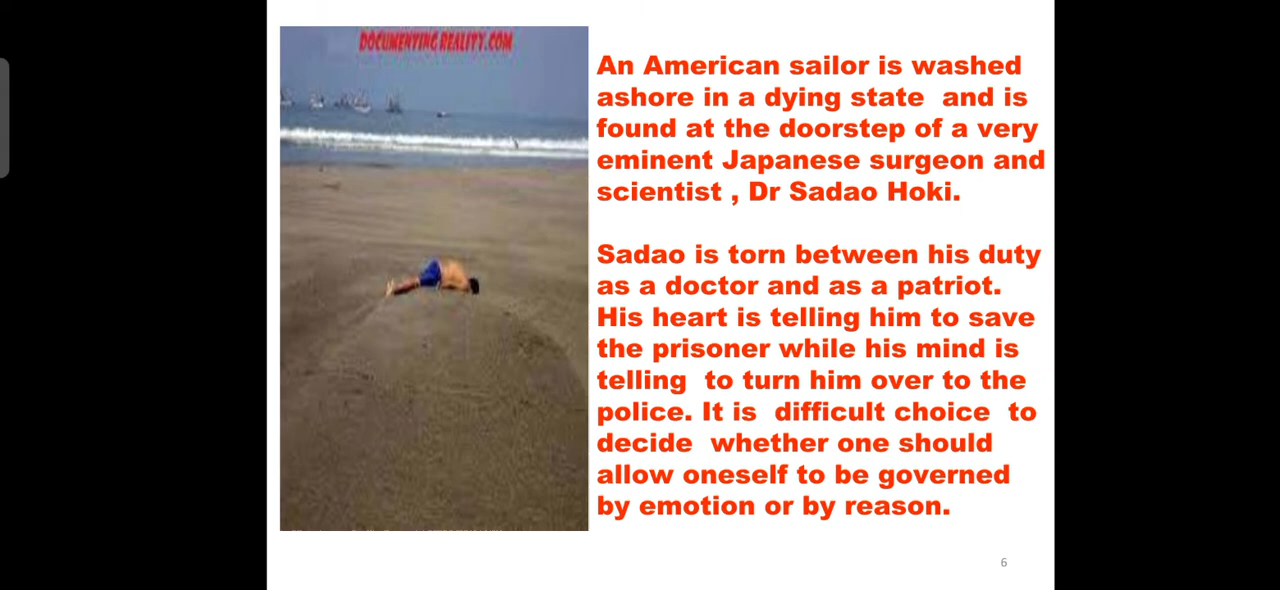 DOCUMENTING REALITY.COM
An American sailor is washed
ashore in a dying state  and is
found at the doorstep of a very
eminent Japanese surgeon and
scientist , Dr Sadao Hoki.
Sadao is torn between his duty
as a doctor and as a patriot.
His heart is telling him to save
the prisoner while his mind is
telling  to turn him over to the
police. It is  difficult choice  to
decide  whether one should
allow oneself to be governed
by emotion or by reason.
6